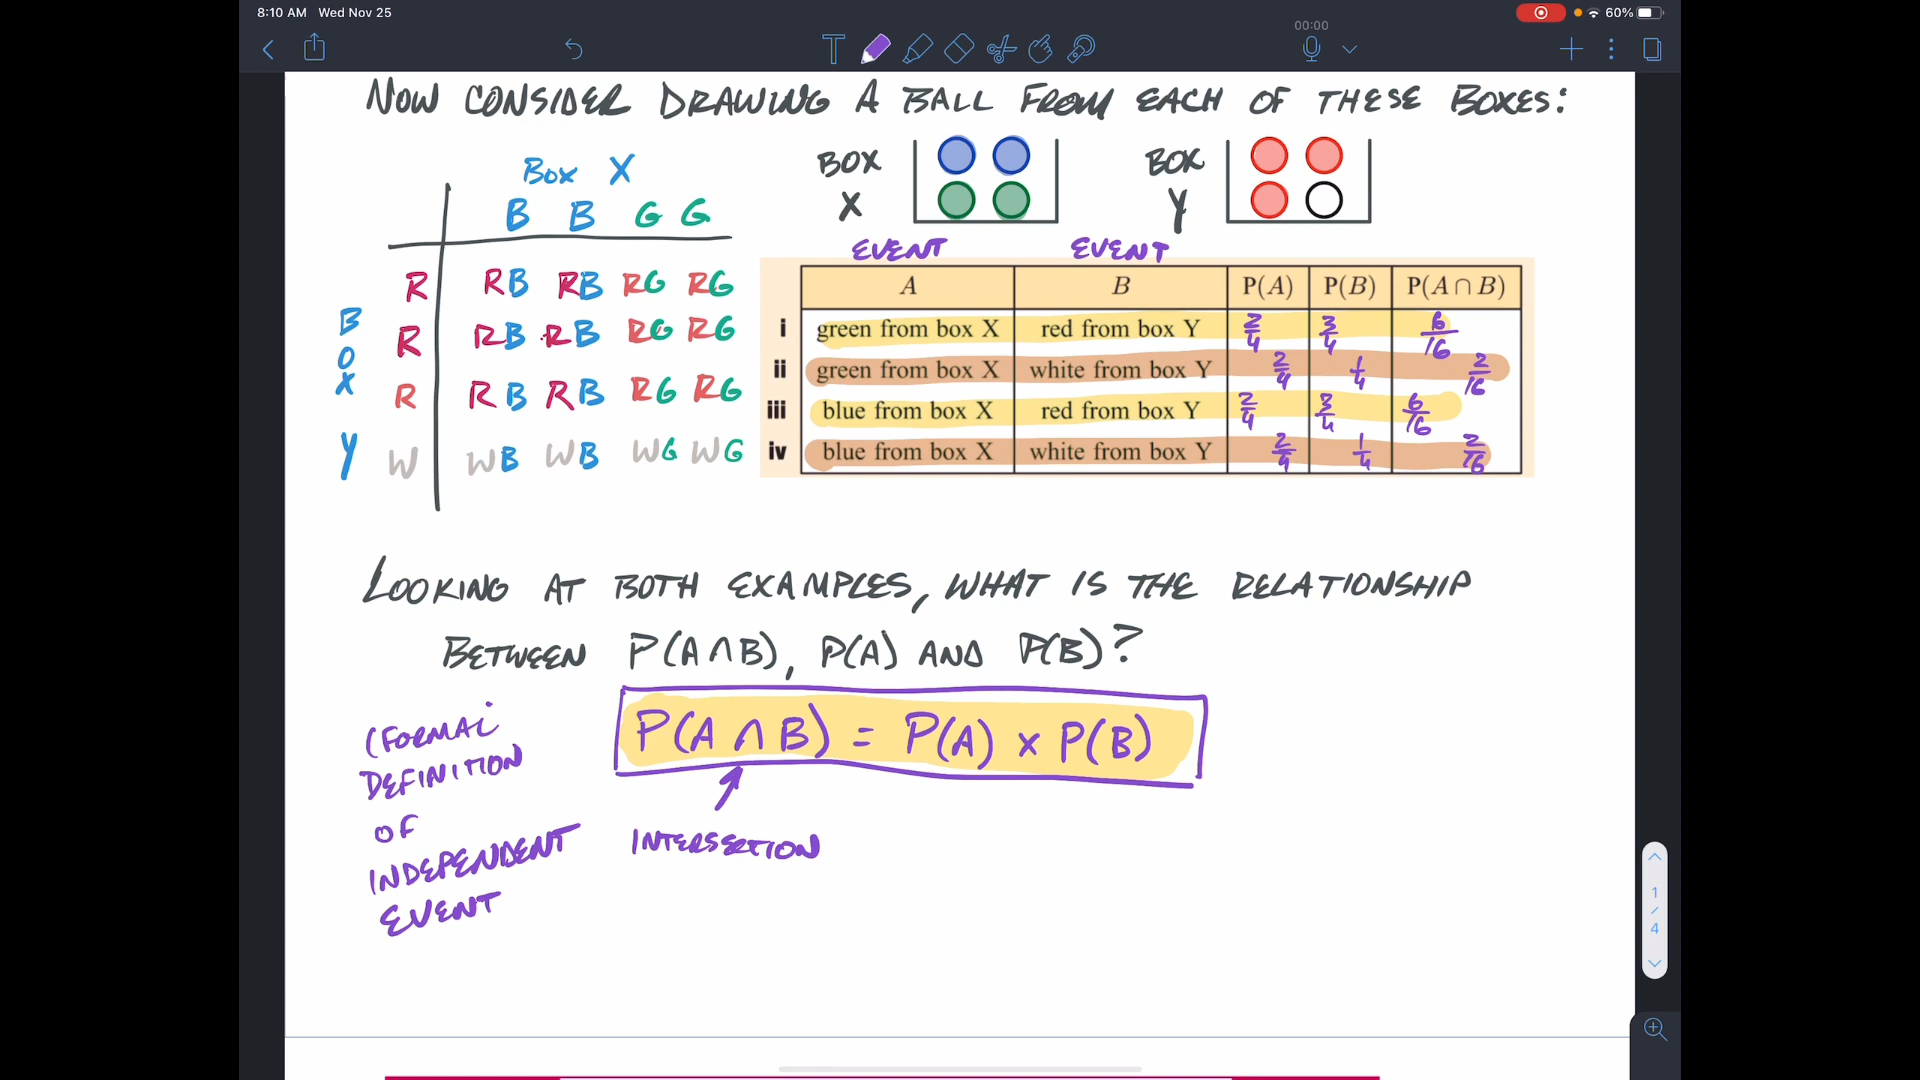 8:10 AM Wed Nov 25
60%
00:00
NOW CONSIDER DRAWING A BALL FROM EACH OF THESE BOXES:
BOX X
BOX Y
BOX X
B B G G
R RB RB RG RG
R RB RB RG RG
R RB RB RG RG
W WB WB WG WG
BOX Y
EVENT EVENT
A B P(A) P(B) P(A ∩ B)
i green from box X red from box Y 2/4 3/4 6/16
ii green from box X white from box Y 2/4 1/4 2/16
iii blue from box X red from box Y 2/4 3/4 6/16
iv blue from box X white from box Y 2/4 1/4 2/16
LOOKING AT BOTH EXAMPLES, WHAT IS THE RELATIONSHIP
BETWEEN P(A∩B), P(A) AND P(B)?
P(A ∩ B) = P(A) × P(B)
(FORMAL
DEFINITION
OF
INDEPENDENT
EVENT
INTERSECTION
1
/
4